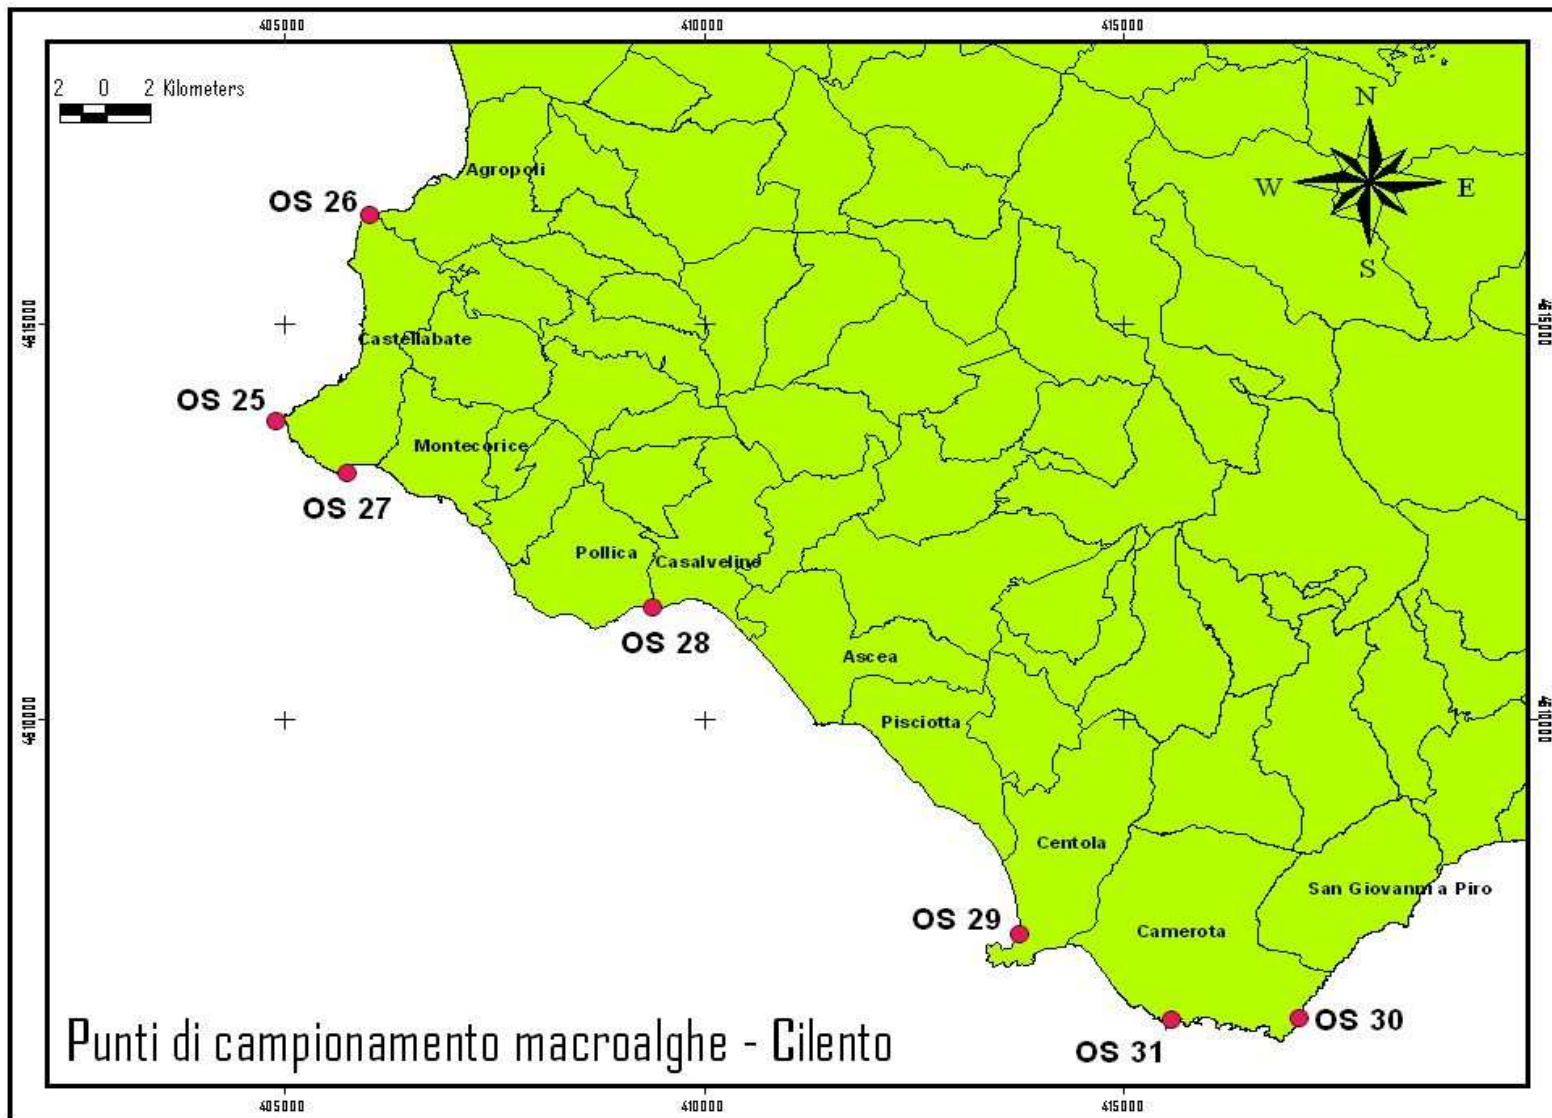 405000 410000 415000
2 0 2 Kilometers
N
W E
S
Agropoli
OS 26
Castellabate
OS 25
Montecorice
OS 27
Pollica
Casalvelino
OS 28
Ascea
Pisciotta
Centola
San Giovanni a Piro
OS 29
Camerota
OS 30
OS 31
Punti di campionamento macroalghe - Cilento
405000 410000 415000